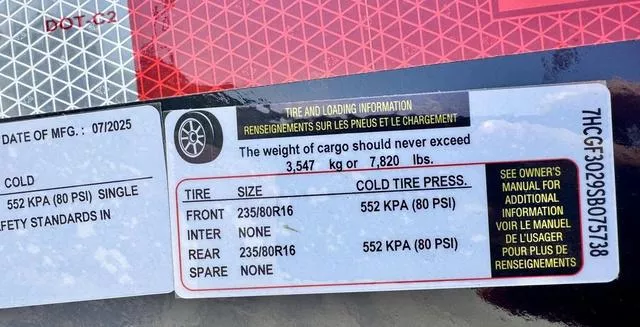 DOT-C2
DATE OF MFG.: 07/2025
COLD
552 KPA (80 PSI) SINGLE
SAFETY STANDARDS IN
TIRE AND LOADING INFORMATION
RENSEIGNEMENTS SUR LES PNEUS ET LE CHARGEMENT
The weight of cargo should never exceed
3,547 kg or 7,820 lbs.
TIRE SIZE COLD TIRE PRESS.
FRONT 235/80R16 552 KPA (80 PSI)
INTER NONE
REAR 235/80R16 552 KPA (80 PSI)
SPARE NONE
SEE OWNER'S
MANUAL FOR
ADDITIONAL
INFORMATION
VOIR LE MANUEL
DE L'USAGER
POUR PLUS DE
RENSEIGNEMENTS
7HCGF3029SB075738